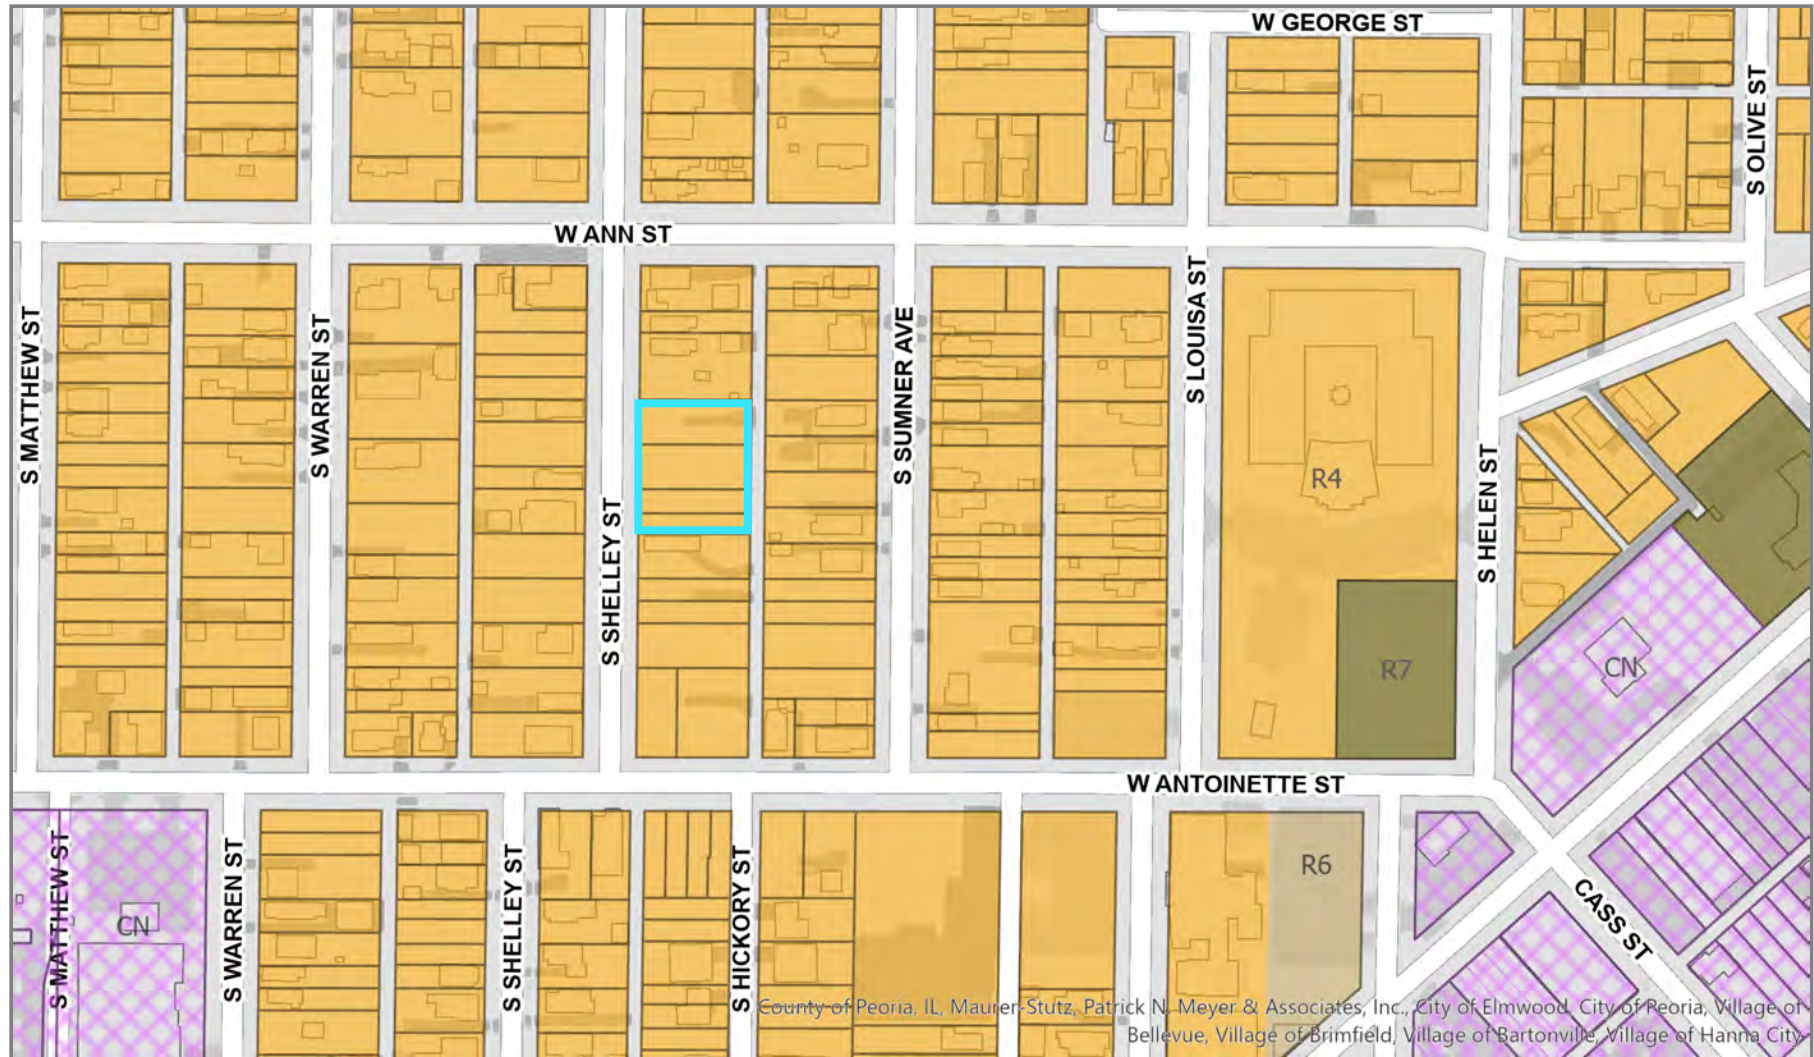 W GEORGE ST
S OLIVE ST
W ANN ST
S MATTHEW ST
S WARREN ST
S SHELLEY ST
S SUMNER AVE
S LOUISA ST
S HELEN ST
R4
R7
CN
W ANTOINETTE ST
S MATTHEW ST
CN
S WARREN ST
S SHELLEY ST
S HICKORY ST
R6
CASS ST
County of Peoria, IL, Maurer-Stutz, Patrick N. Meyer & Associates, Inc., City of Elmwood, City of Peoria, Village of
Bellevue, Village of Brimfield, Village of Bartonville, Village of Hanna City